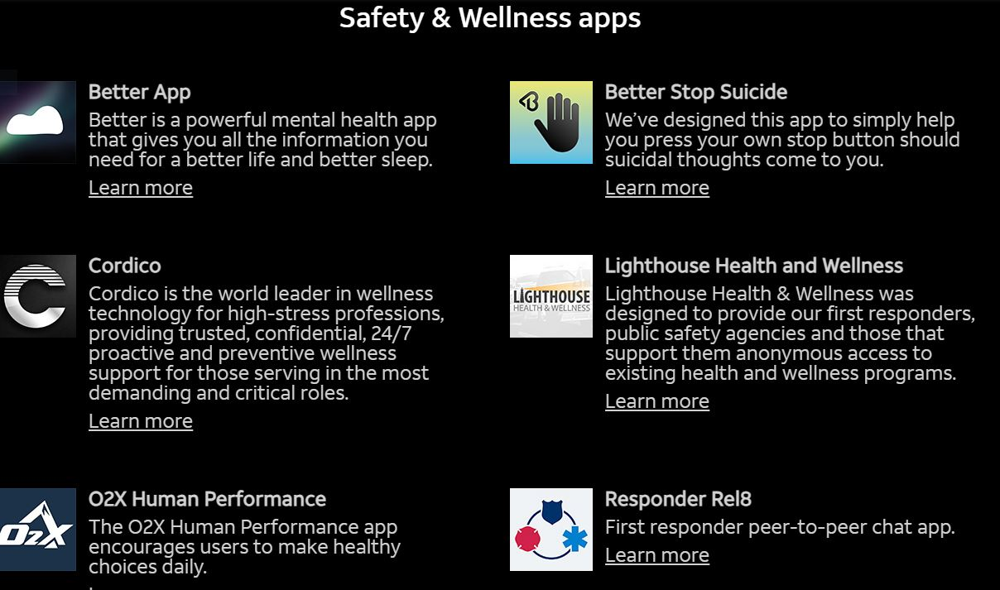 Safety & Wellness apps
Better App
Better is a powerful mental health app
that gives you all the information you
need for a better life and better sleep.
Learn more
B
Better Stop Suicide
We’ve designed this app to simply help
you press your own stop button should
suicidal thoughts come to you.
Learn more
C
Cordico
Cordico is the world leader in wellness
technology for high-stress professions,
providing trusted, confidential, 24/7
proactive and preventive wellness
support for those serving in the most
demanding and critical roles.
Learn more
LIGHTHOUSE
HEALTH & WELLNESS
Lighthouse Health and Wellness
Lighthouse Health & Wellness was
designed to provide our first responders,
public safety agencies and those that
support them anonymous access to
existing health and wellness programs.
Learn more
O2X
O2X Human Performance
The O2X Human Performance app
encourages users to make healthy
choices daily.
Responder Rel8
First responder peer-to-peer chat app.
Learn more